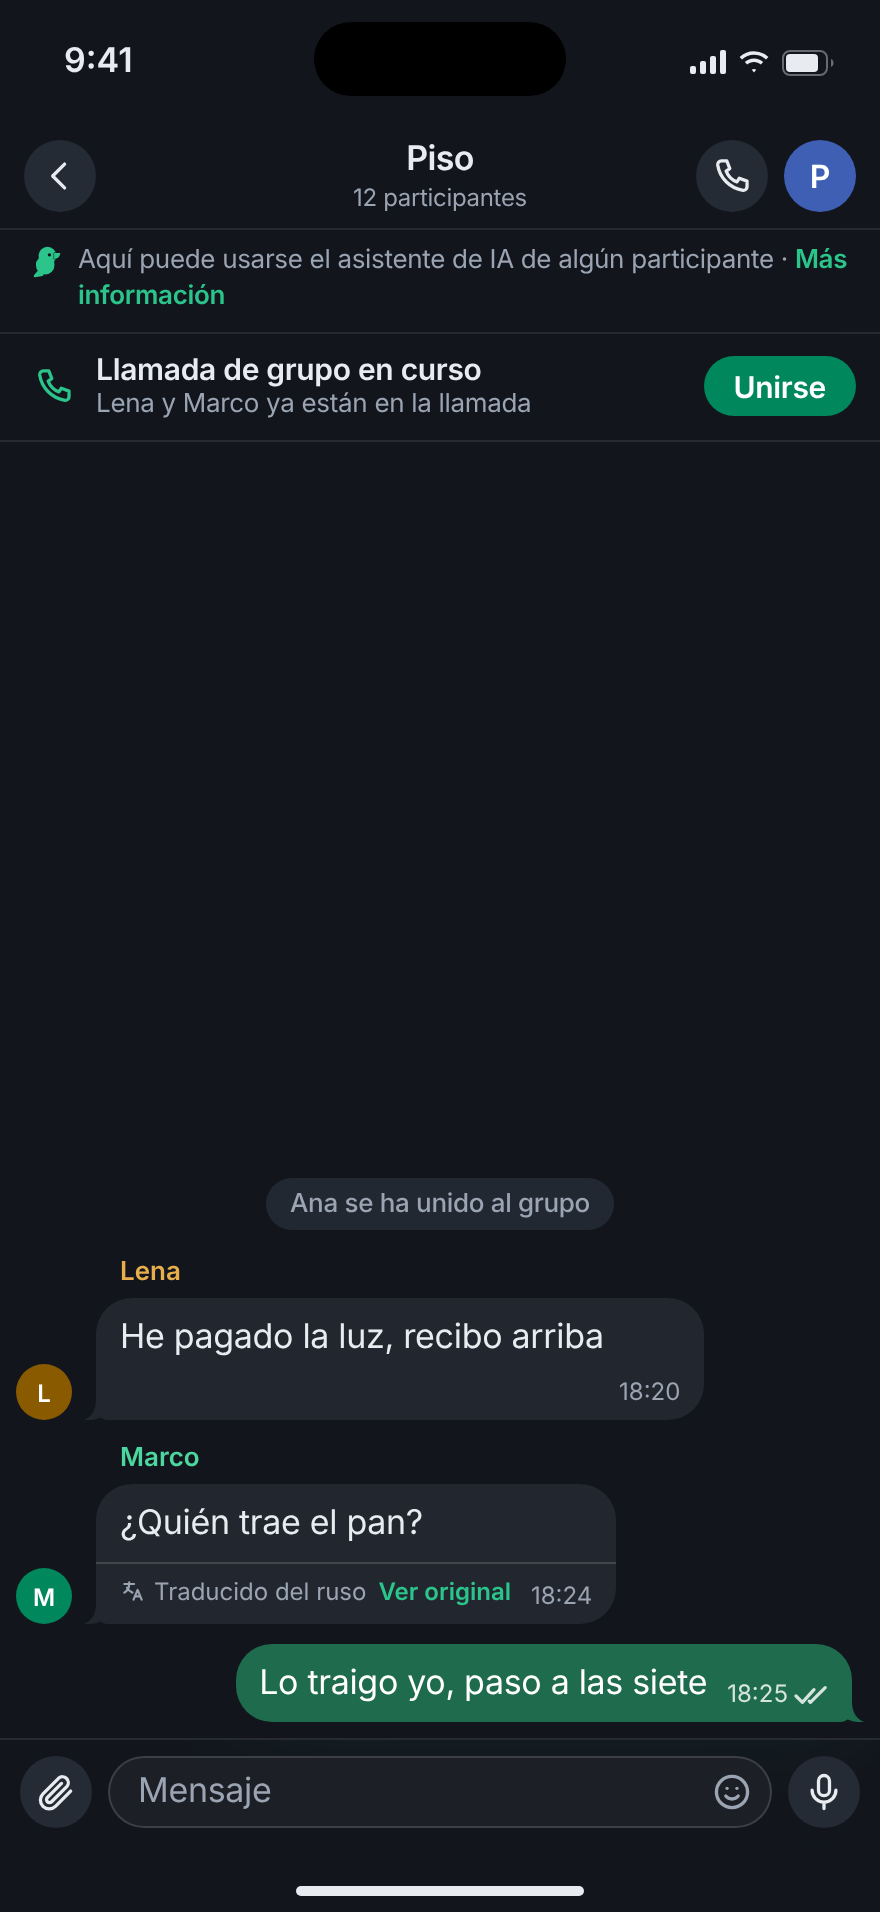 9:41
Piso
12 participantes
P
Aquí puede usarse el asistente de IA de algún participante · Más
información
Llamada de grupo en curso
Lena y Marco ya están en la llamada
Unirse
Ana se ha unido al grupo
Lena
He pagado la luz, recibo arriba
18:20
L
Marco
¿Quién trae el pan?
Traducido del ruso Ver original 18:24
M
Lo traigo yo, paso a las siete 18:25
Mensaje